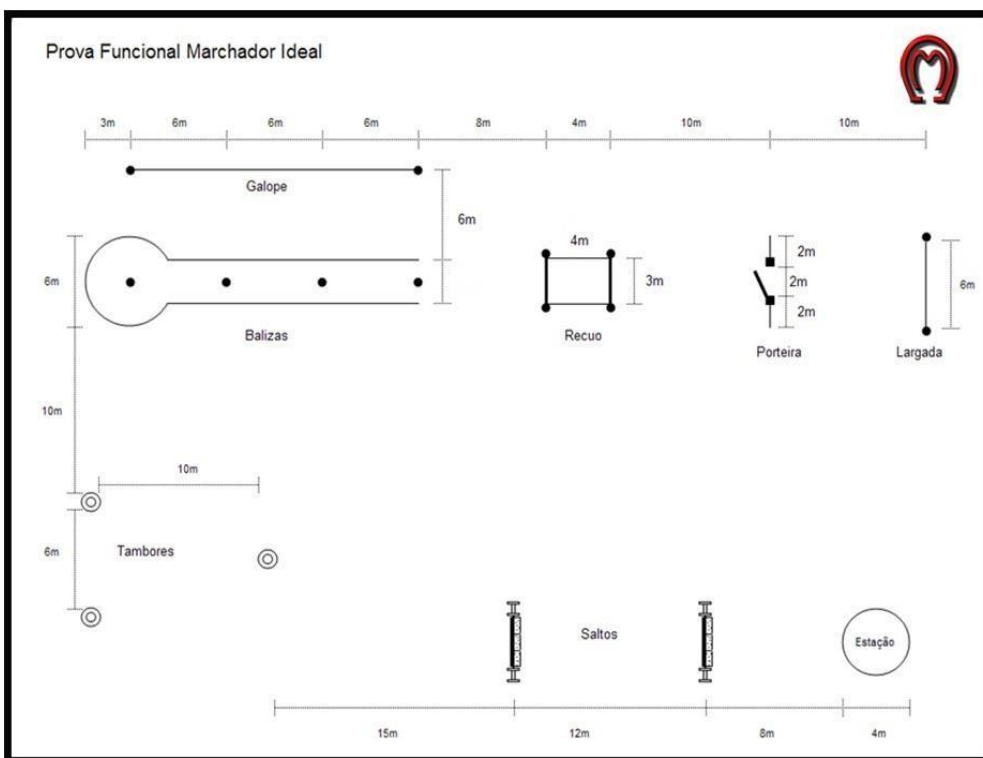 Prova Funcional Marchador Ideal
3m 6m 6m 6m 8m 4m 10m 10m
Galope
6m
4m
2m
6m
3m
2m
6m
2m
Balizas
Recuo
Porteira
Largada
10m
10m
6m
Tambores
Saltos
Estação
15m
12m
8m
4m